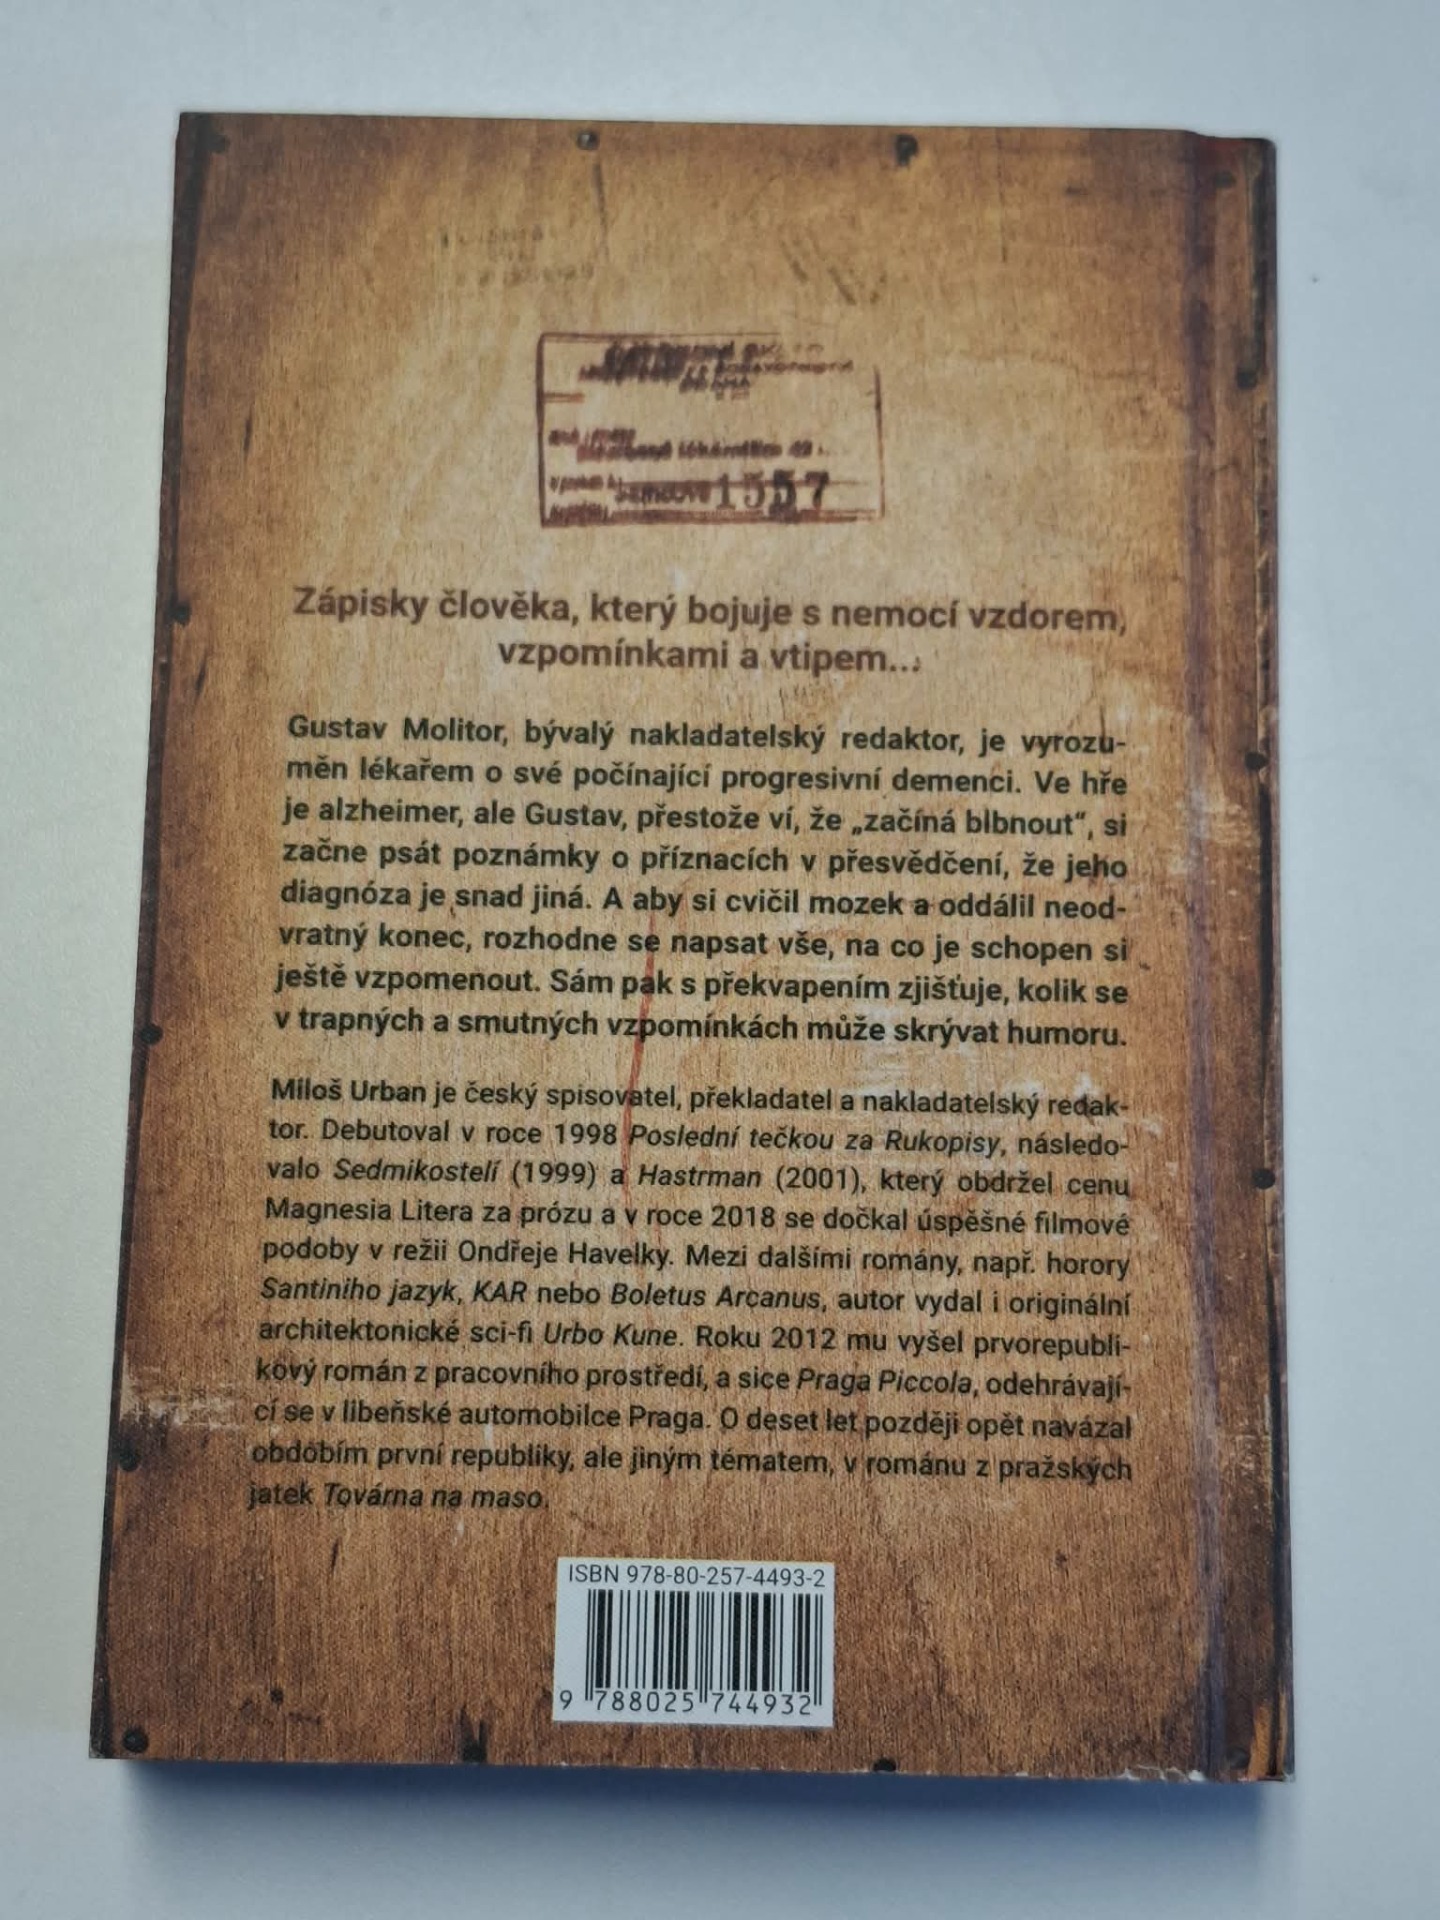 PRAHA
1557
Zápisky člověka, který bojuje s nemocí vzdorem,
vzpomínkami a vtipem...
Gustav Molitor, bývalý nakladatelský redaktor, je vyrozu-
měn lékařem o své počínající progresivní demenci. Ve hře
je alzheimer, ale Gustav, přestože ví, že „začíná blbnout“, si
začne psát poznámky o příznacích v přesvědčení, že jeho
diagnóza je snad jiná. A aby si cvičil mozek a oddálil neod-
vratný konec, rozhodne se napsat vše, na co je schopen si
ještě vzpomenout. Sám pak s překvapením zjišťuje, kolik se
v trapných a smutných vzpomínkách může skrývat humoru.
Miloš Urban je český spisovatel, překladatel a nakladatelský redak-
tor. Debutoval v roce 1998 Poslední tečkou za Rukopisy, následo-
valo Sedmikostelí (1999) a Hastrman (2001), který obdržel cenu
Magnesia Litera za prózu a v roce 2018 se dočkal úspěšné filmové
podoby v režii Ondřeje Havelky. Mezi dalšími romány, např. horory
Santiniho jazyk, KAR nebo Boletus Arcanus, autor vydal i originální
architektonické sci-fi Urbo Kune. Roku 2012 mu vyšel prvorepubli-
kový román z pracovního prostředí, a sice Praga Piccola, odehrávají-
cí se v libeňské automobilce Praga. O deset let později opět navázal
obdobím první republiky, ale jiným tématem, v románu z pražských
jatek Továrna na maso.
ISBN 978-80-257-4493-2
9 788025 744932